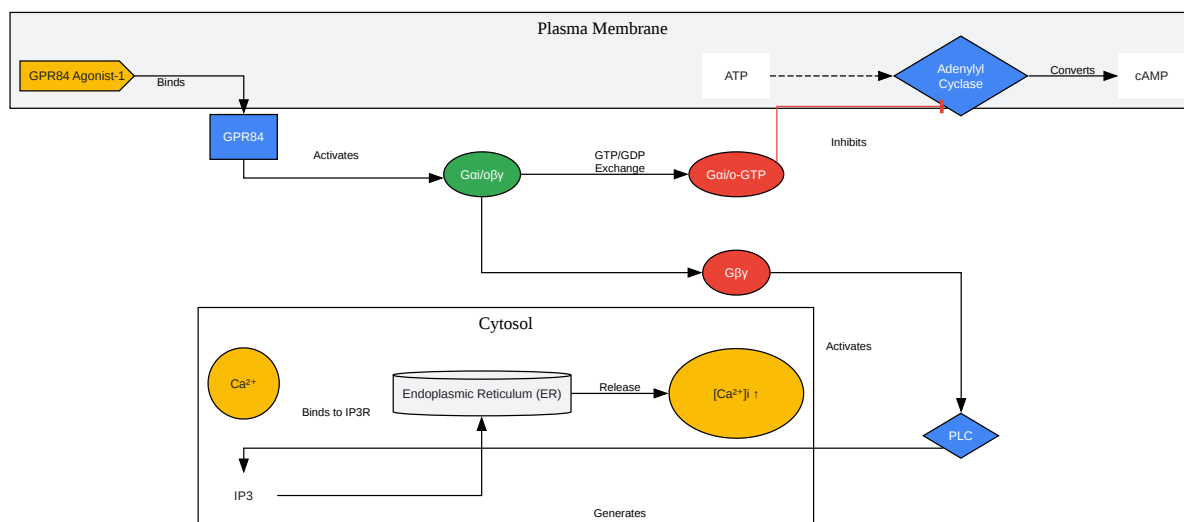 Plasma Membrane
GPR84 Agonist-1
Binds
ATP
Adenylyl
Cyclase
Converts
cAMP
GPR84
Activates
Gαi/oβγ
GTP/GDP
Exchange
Gαi/o-GTP
Inhibits
Gβγ
Cytosol
Activates
Ca²⁺
Endoplasmic Reticulum (ER)
Release
[Ca²⁺]i ↑
Binds to IP3R
PLC
IP3
Generates